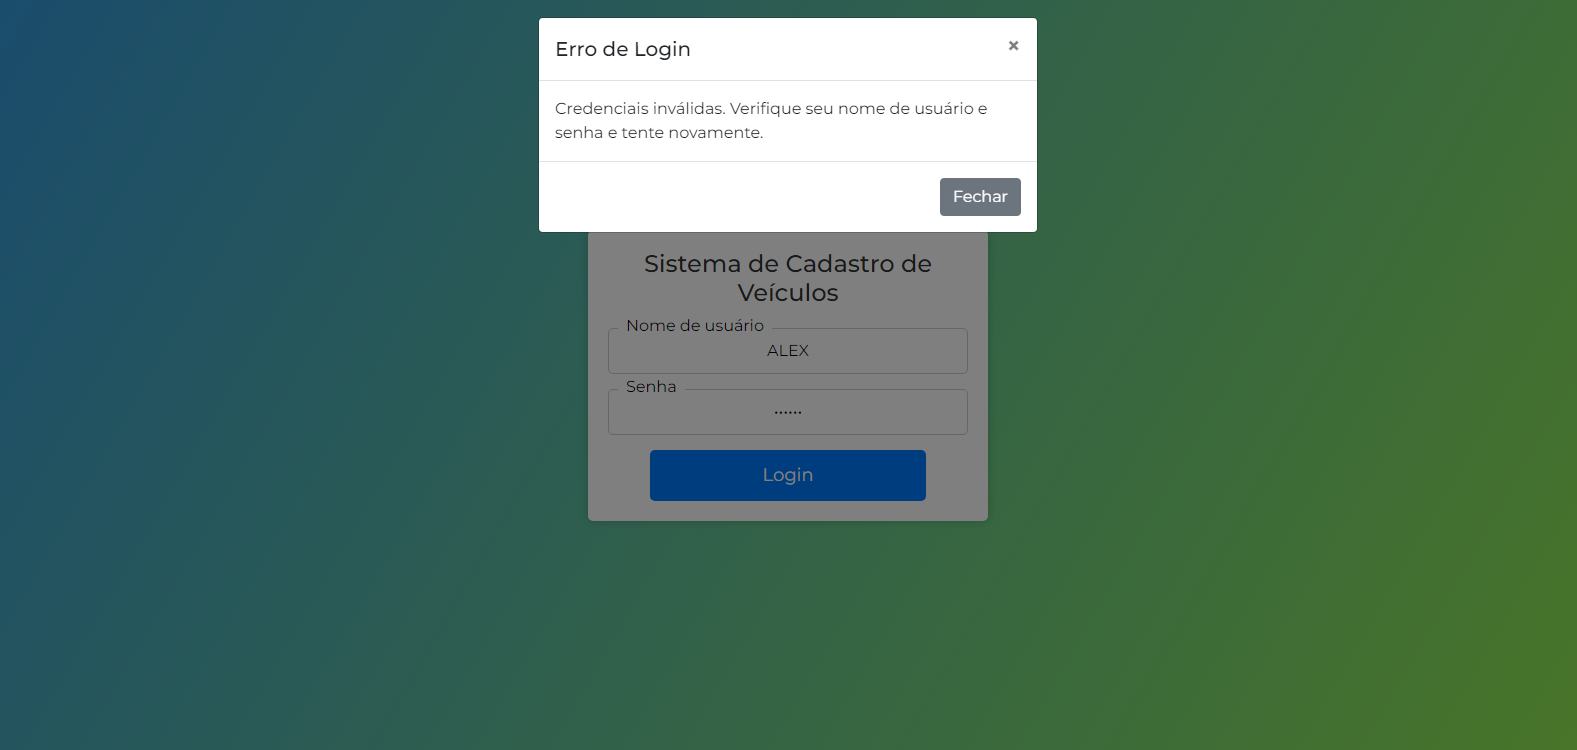 Erro de Login
×
Credenciais inválidas. Verifique seu nome de usuário e
senha e tente novamente.
Fechar
Sistema de Cadastro de
Veículos
Nome de usuário
ALEX
Senha
······
Login